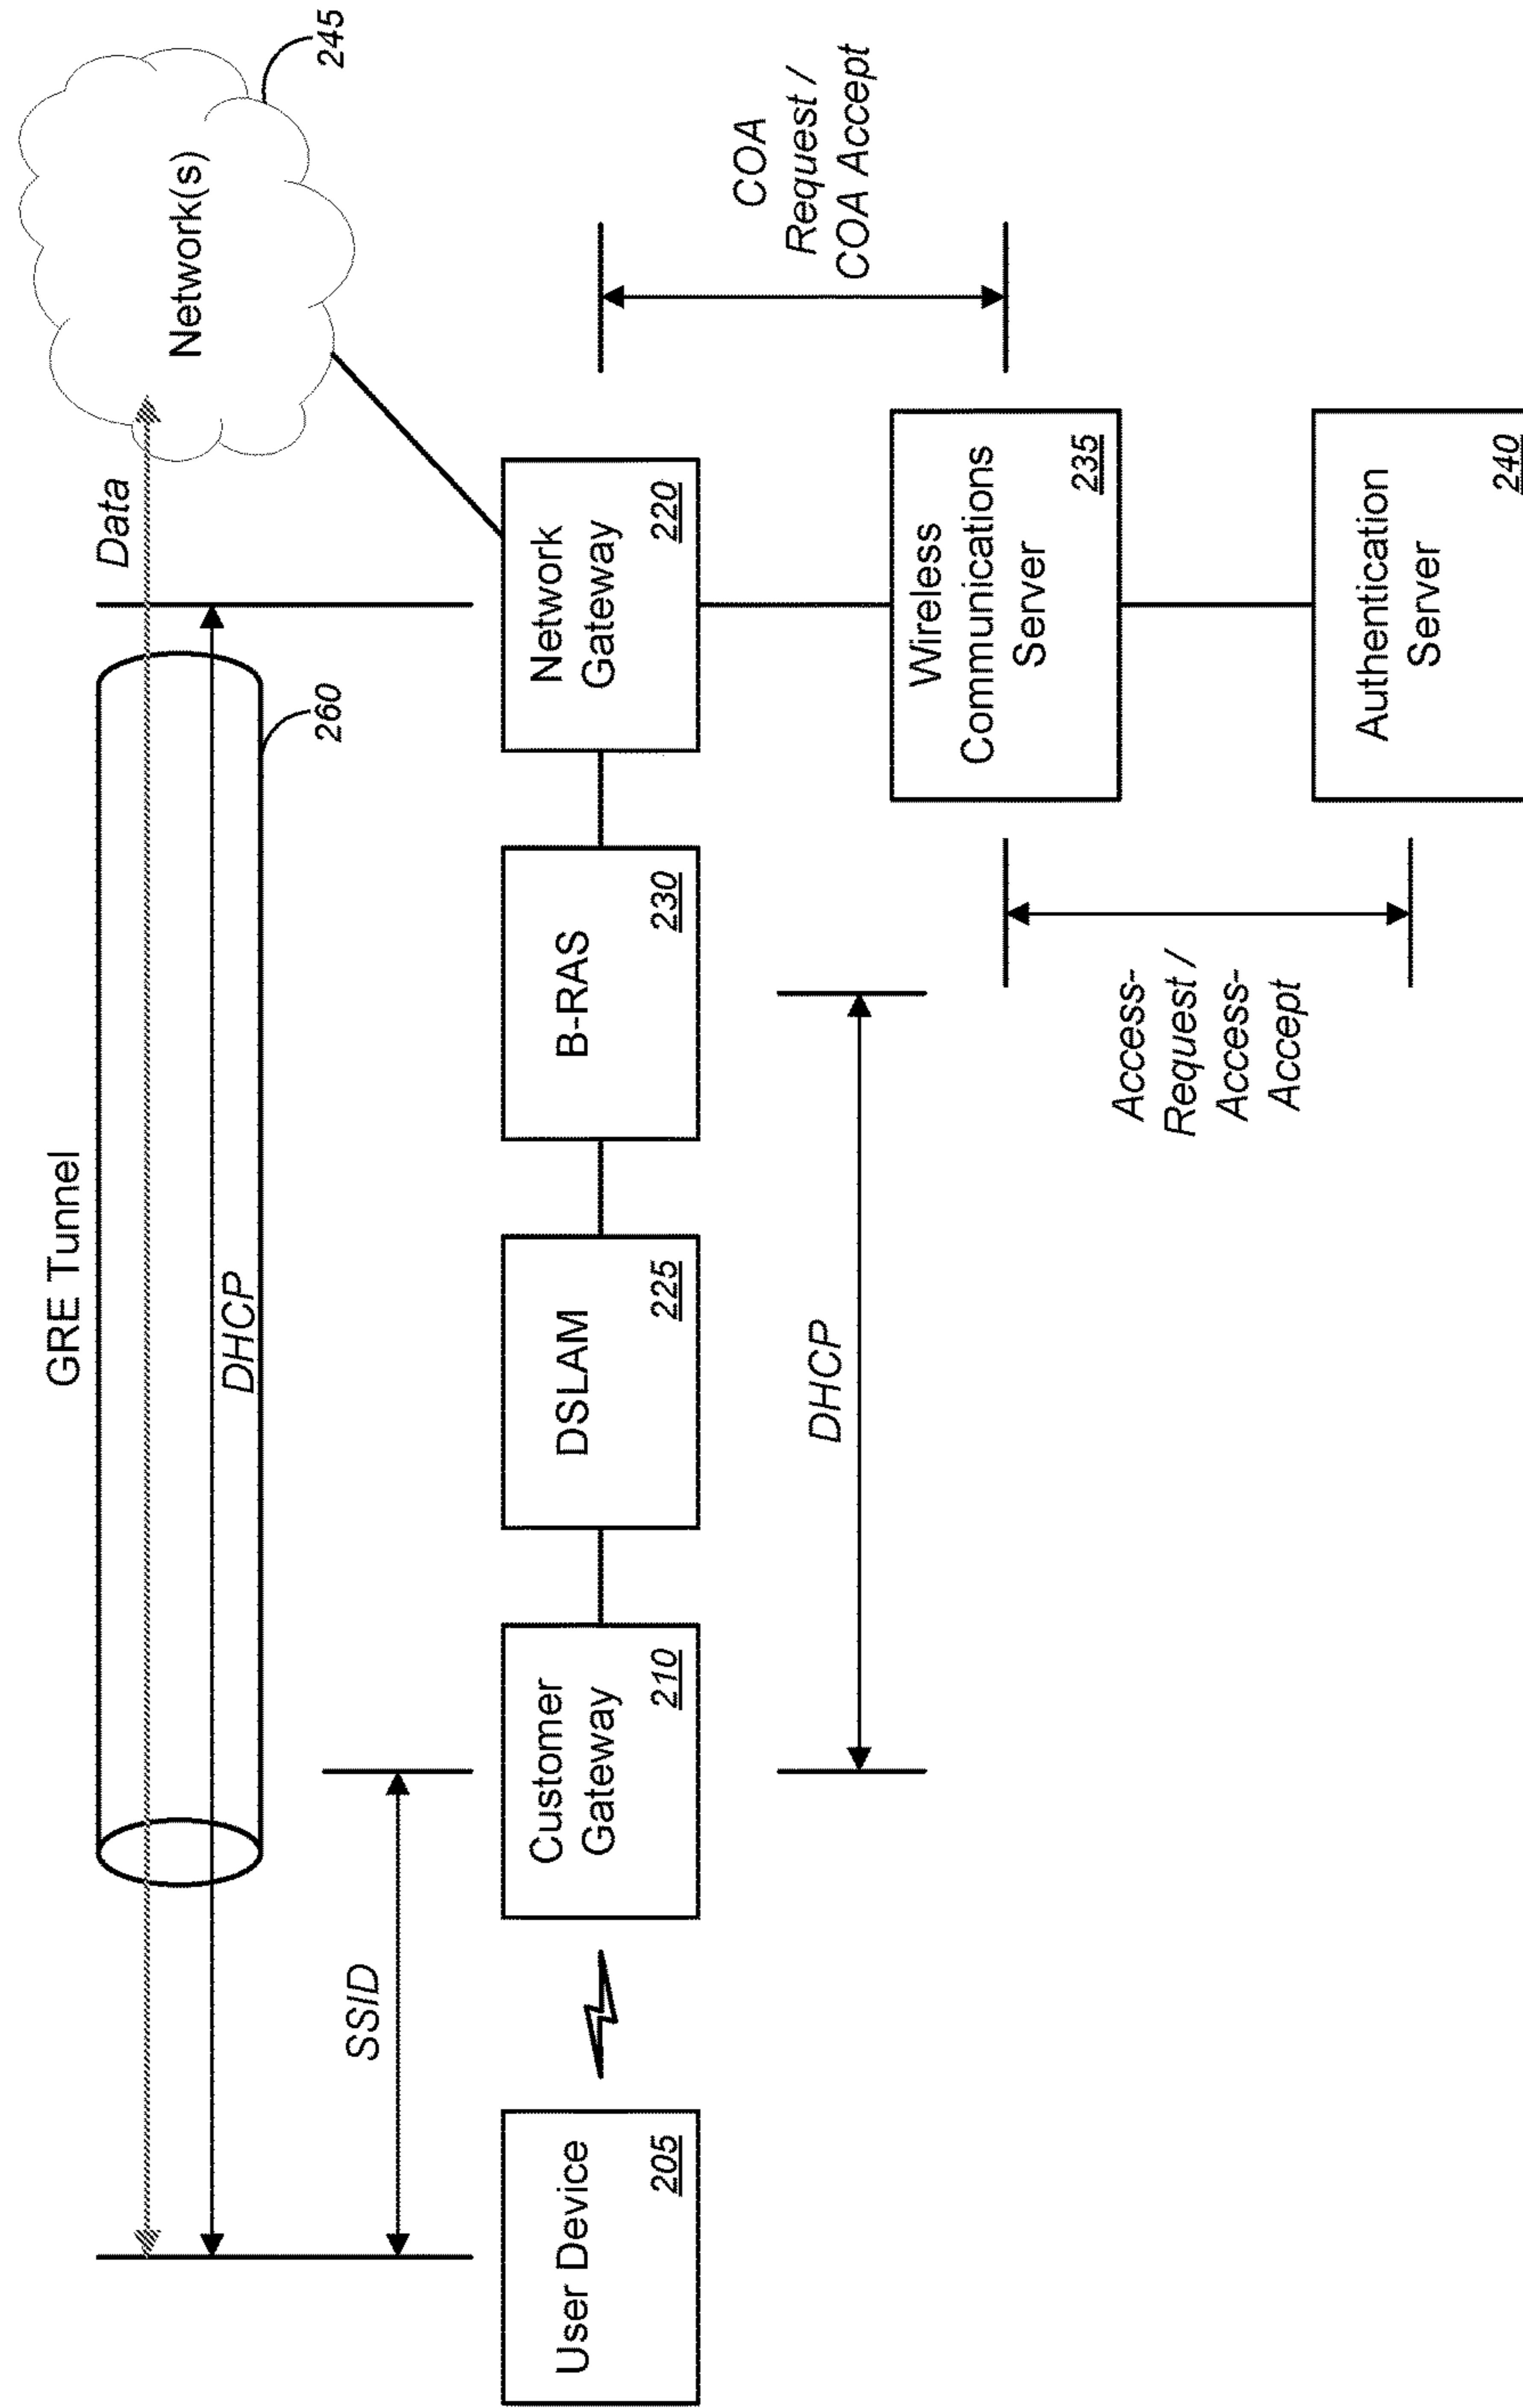 GRE Tunnel
Data
DHCP
260
Network(s)
245
SSID
User Device
205
Customer
Gateway
210
DSLAM
225
B-RAS
230
Network
Gateway
220
DHCP
COA
Request /
COA Accept
Wireless
Communications
Server
235
Access-
Request /
Access-
Accept
Authentication
Server
240